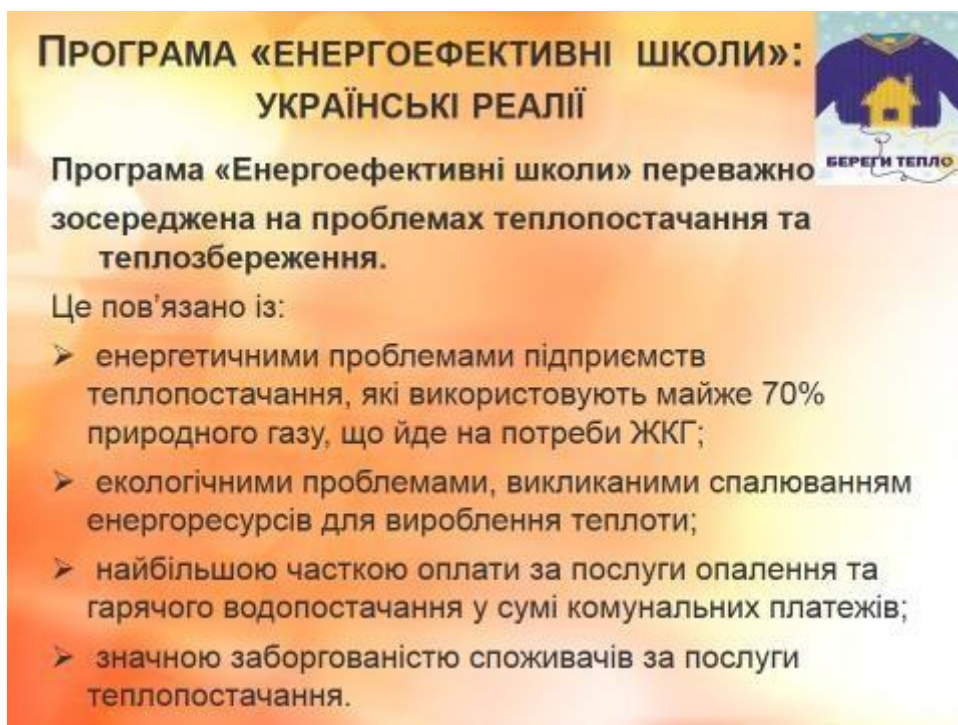 ПРОГРАМА «ЕНЕРГОЕФЕКТИВНІ ШКОЛИ»:
УКРАЇНСЬКІ РЕАЛІЇ
БЕРЕГИ ТЕПЛО
Програма «Енергоефективні школи» переважно
зосереджена на проблемах теплопостачання та
теплозбереження.
Це пов’язано із:
➢ енергетичними проблемами підприємств
теплопостачання, які використовують майже 70%
природного газу, що йде на потреби ЖКГ;
➢ екологічними проблемами, викликаними спалюванням
енергоресурсів для вироблення теплоти;
➢ найбільшою часткою оплати за послуги опалення та
гарячого водопостачання у сумі комунальних платежів;
➢ значною заборгованістю споживачів за послуги
теплопостачання.